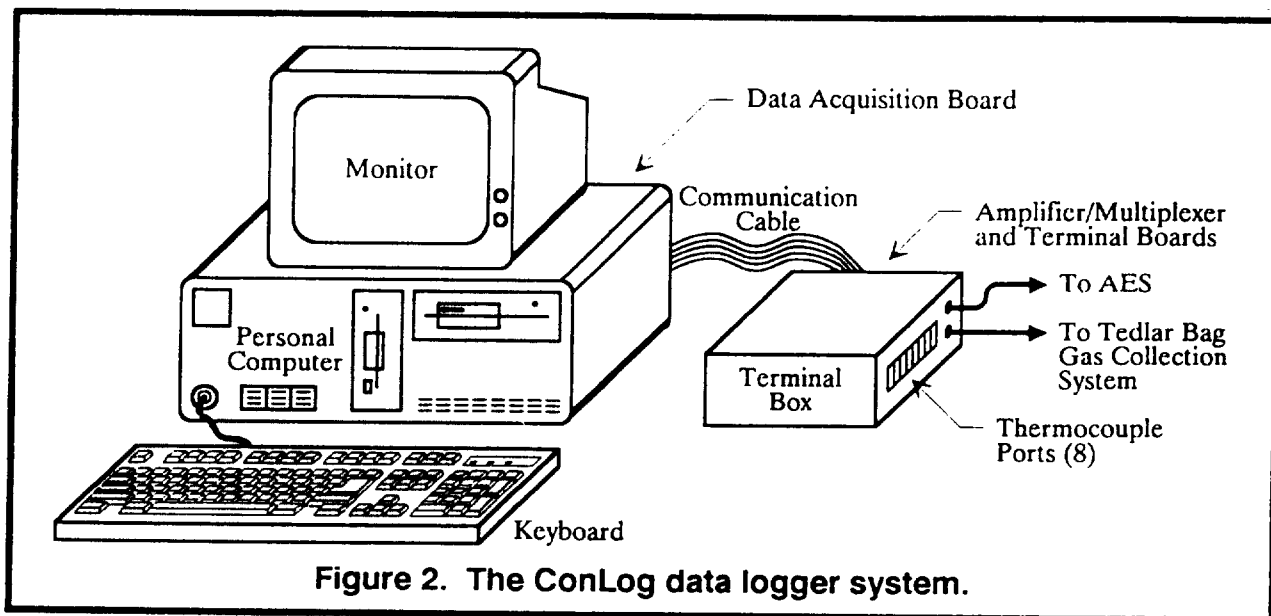 Data Acquisition Board
Monitor
Communication
Cable
Amplifier/Multiplexer
and Terminal Boards
To AES
To Tedlar Bag
Gas Collection
System
Personal
Computer
Terminal
Box
Thermocouple
Ports (8)
Keyboard
Figure 2. The ConLog data logger system.